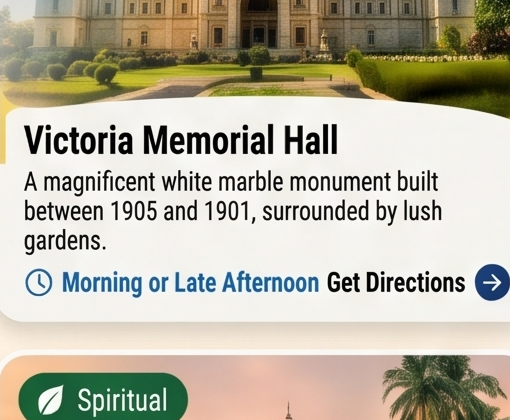 Victoria Memorial Hall
A magnificent white marble monument built
between 1905 and 1901, surrounded by lush
gardens.
Morning or Late Afternoon Get Directions
Spiritual